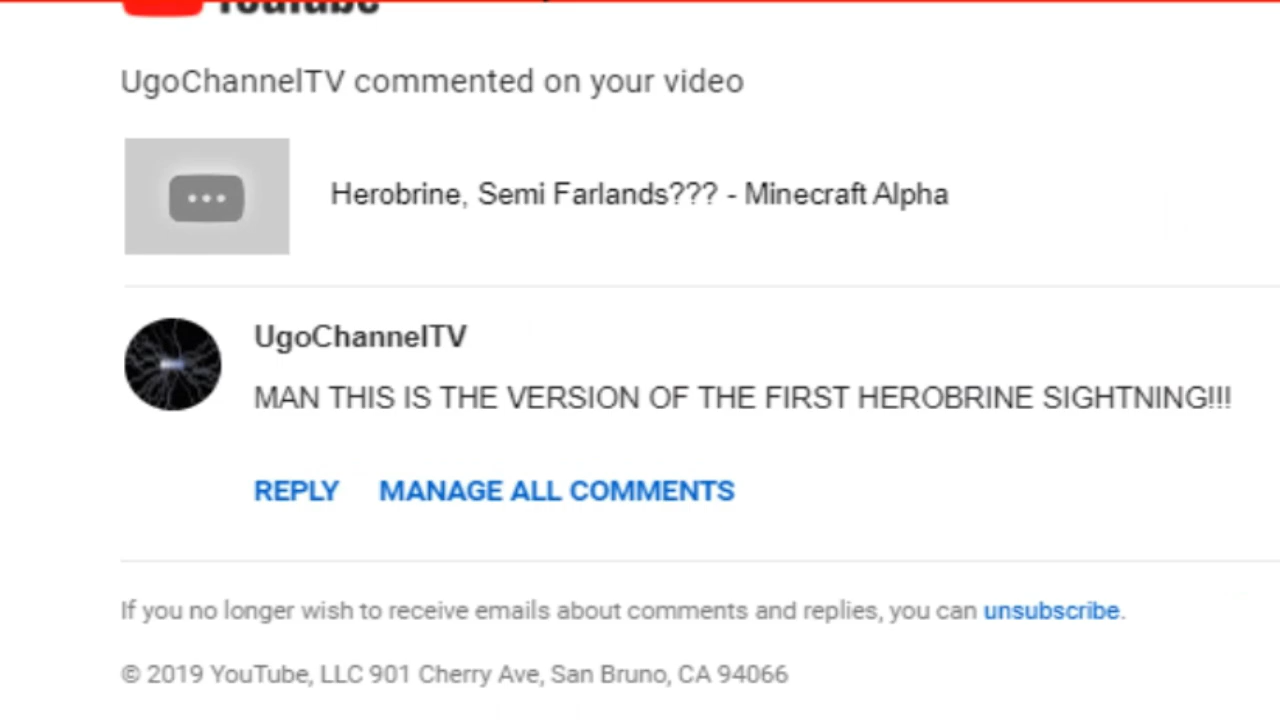 YouTube
UgoChannelTV commented on your video
Herobrine, Semi Farlands??? - Minecraft Alpha
UgoChannelTV
MAN THIS IS THE VERSION OF THE FIRST HEROBRINE SIGHTNING!!!
REPLY MANAGE ALL COMMENTS
If you no longer wish to receive emails about comments and replies, you can unsubscribe.
© 2019 YouTube, LLC 901 Cherry Ave, San Bruno, CA 94066